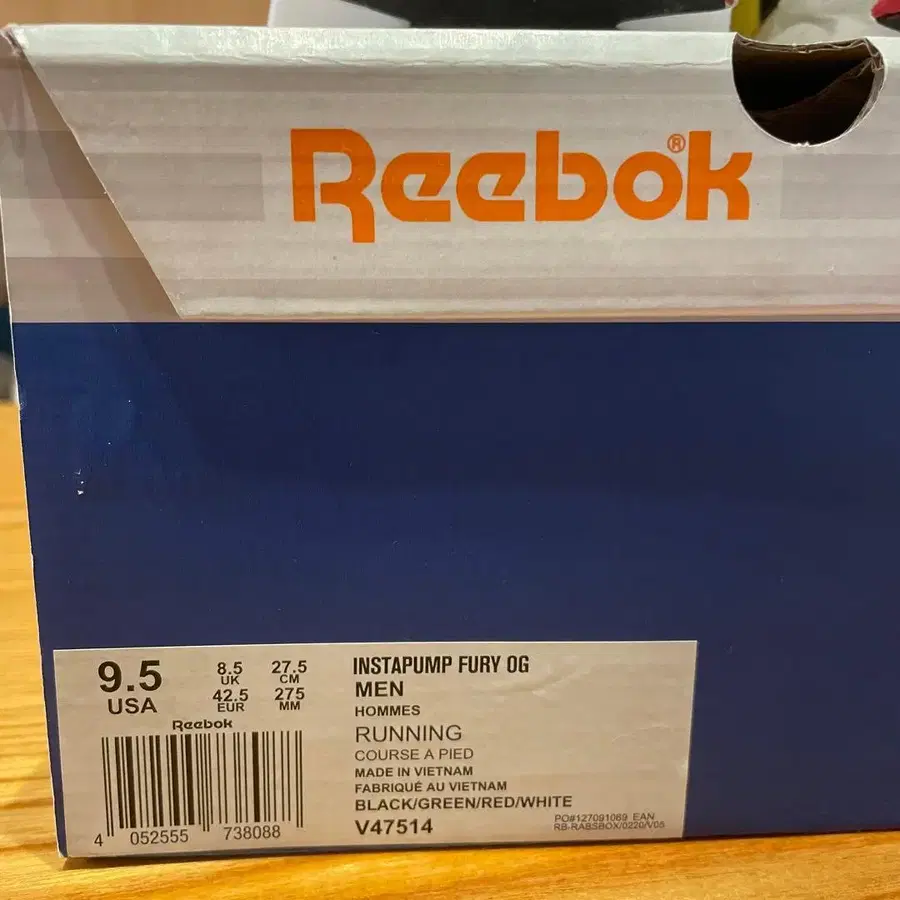 Reebok®
9.5
USA
8.5
UK
27.5
CM
42.5
EUR
275
MM
Reebok
4 052555 738088
INSTAPUMP FURY OG
MEN
HOMMES
RUNNING
COURSE A PIED
MADE IN VIETNAM
FABRIQUÉ AU VIETNAM
BLACK/GREEN/RED/WHITE
V47514
PO#127091069 EAN
RB-RABSBOX/0220/V05